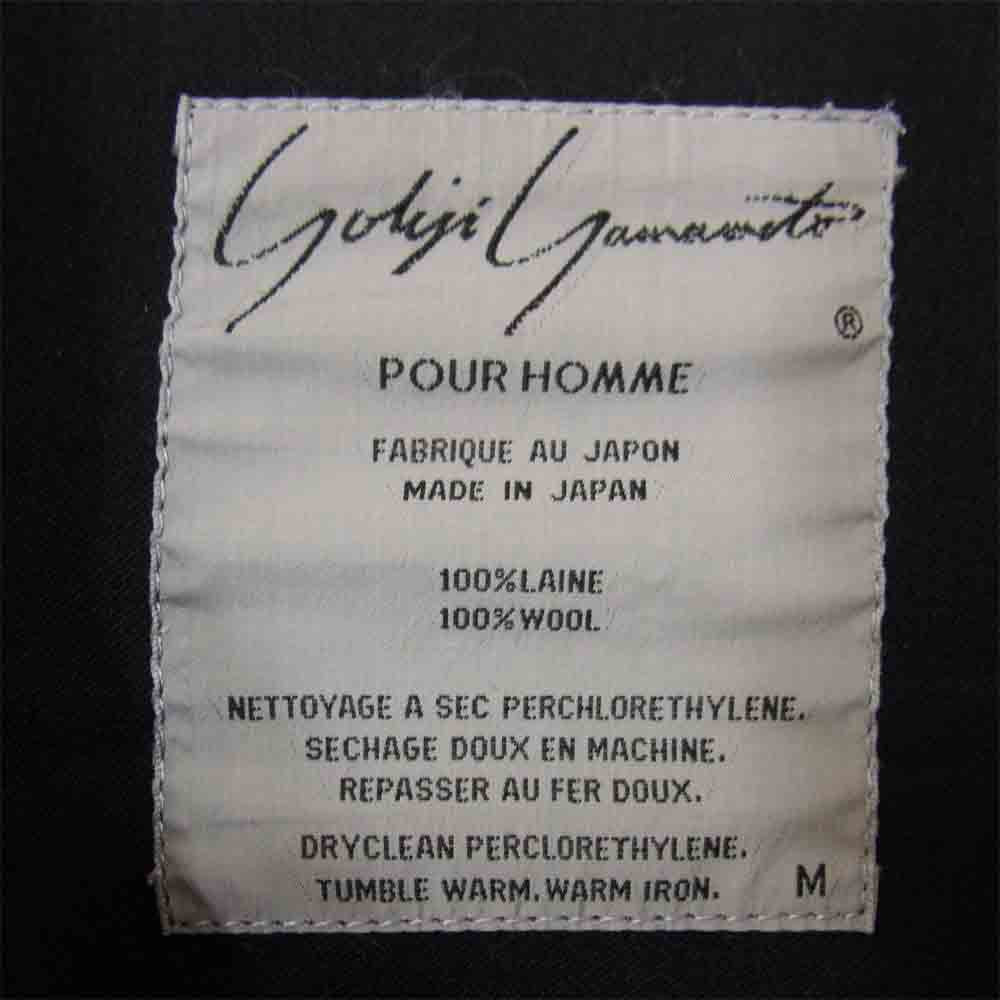 Yohji Yamamoto
®
POUR HOMME
FABRIQUE AU JAPON
MADE IN JAPAN
100%LAINE
100%WOOL
NETTOYAGE A SEC PERCHLORETHYLENE.
SECHAGE DOUX EN MACHINE.
REPASSER AU FER DOUX.
DRYCLEAN PERCLORETHYLENE.
TUMBLE WARM.WARM IRON. M